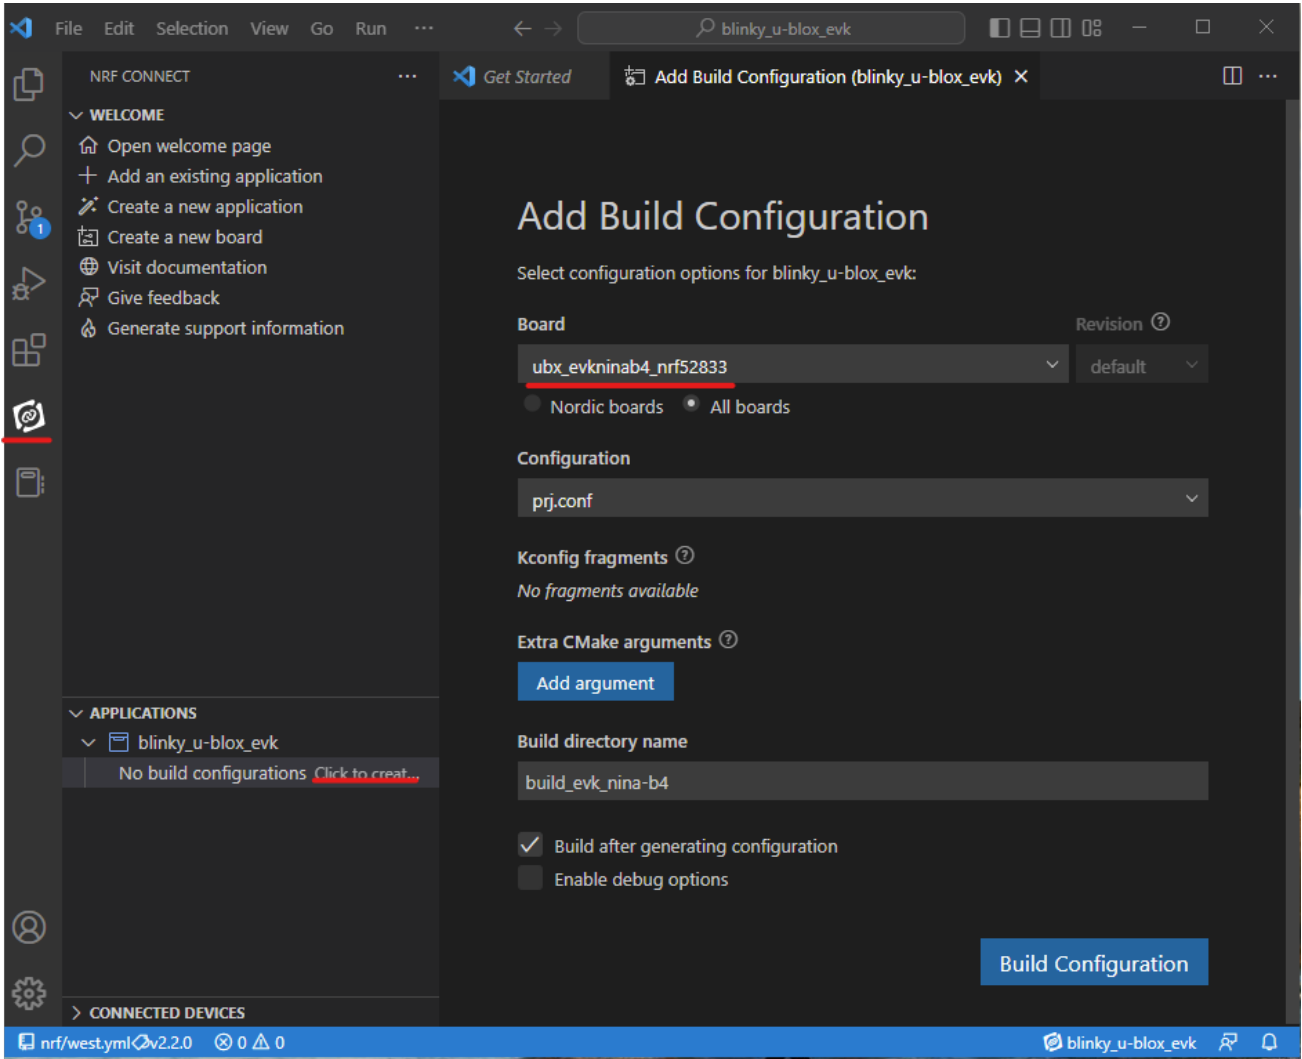 File Edit Selection View Go Run ···
blinky_u-blox_evk
NRF CONNECT ···
Get Started
Add Build Configuration (blinky_u-blox_evk)
WELCOME
Open welcome page
Add an existing application
Create a new application
Create a new board
Visit documentation
Give feedback
Generate support information
1
Add Build Configuration
Select configuration options for blinky_u-blox_evk:
Board
Revision
ubx_evkninab4_nrf52833
default
Nordic boards
All boards
Configuration
prj.conf
Kconfig fragments
No fragments available
Extra CMake arguments
Add argument
Build directory name
build_evk_nina-b4
Build after generating configuration
Enable debug options
Build Configuration
APPLICATIONS
blinky_u-blox_evk
No build configurations Click to creat...
CONNECTED DEVICES
nrf/west.yml v2.2.0 0 0
blinky_u-blox_evk